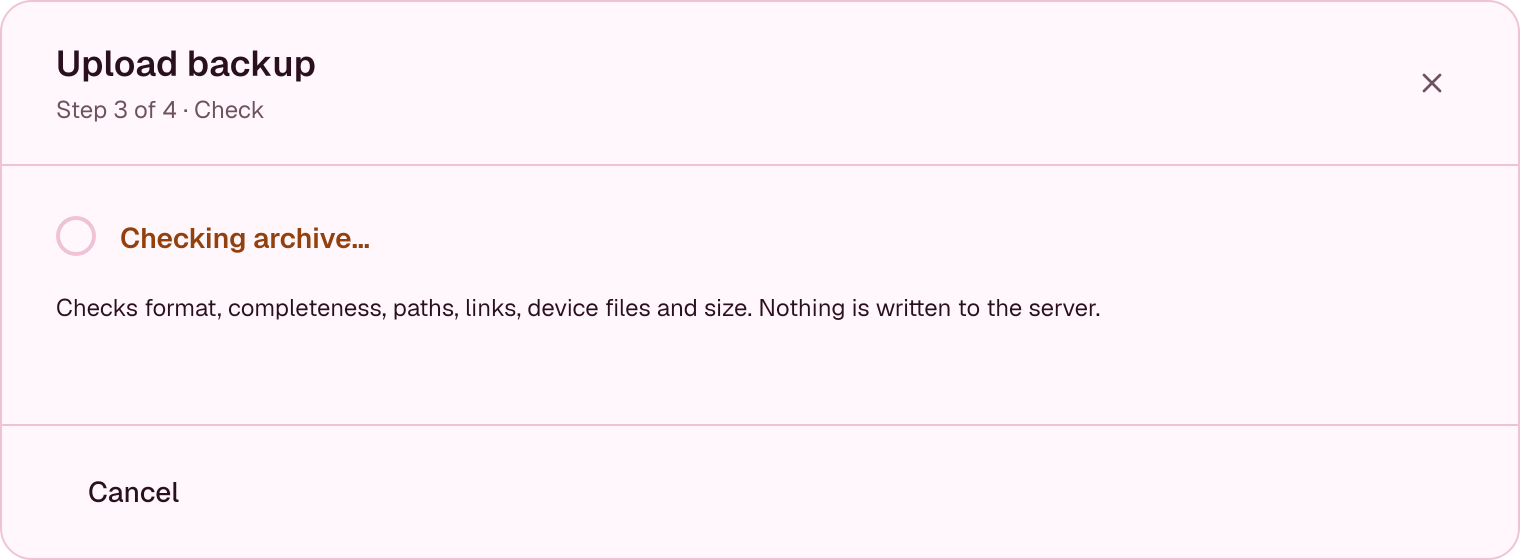 Upload backup
Step 3 of 4 · Check
Checking archive…
Checks format, completeness, paths, links, device files and size. Nothing is written to the server.
Cancel